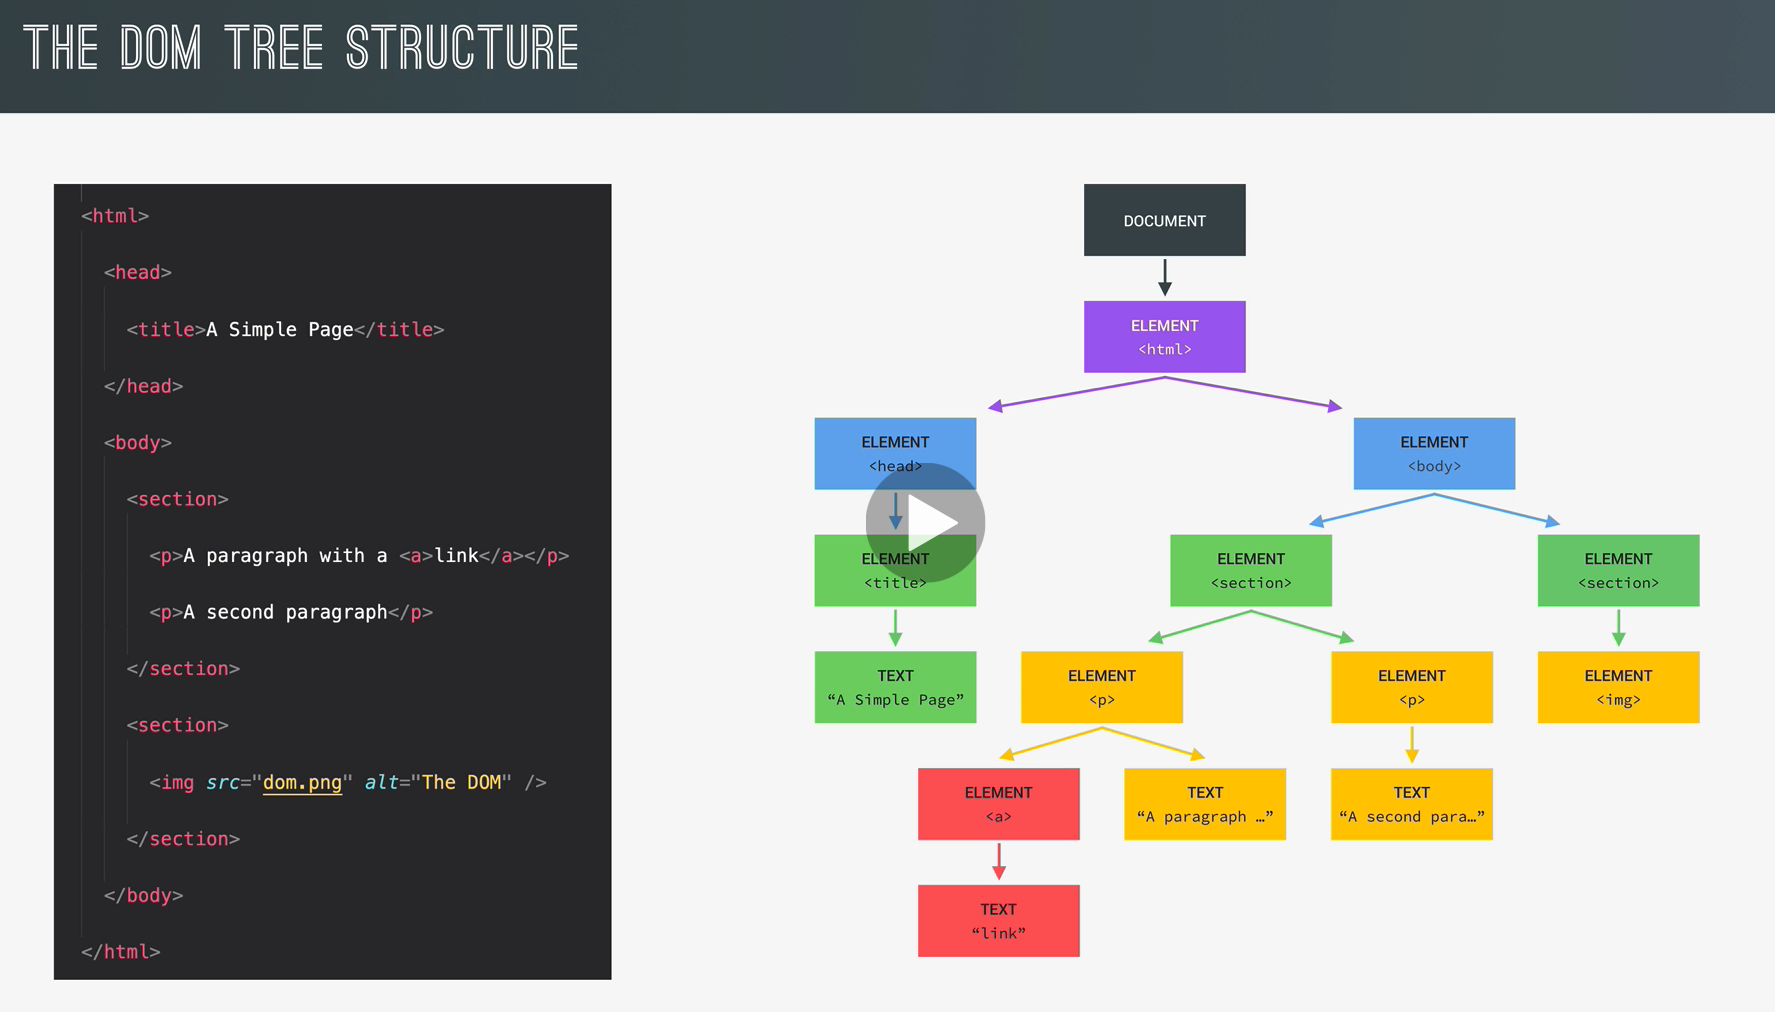 THE DOM TREE STRUCTURE
<html>
<head>
<title>A Simple Page</title>
</head>
<body>
<section>
<p>A paragraph with a <a>link</a></p>
<p>A second paragraph</p>
</section>
<section>
<img src="dom.png" alt="The DOM" />
</section>
</body>
</html>
DOCUMENT
ELEMENT
<html>
ELEMENT
<head>
ELEMENT
<body>
ELEMENT
<title>
ELEMENT
<section>
ELEMENT
<section>
TEXT
“A Simple Page”
ELEMENT
<p>
ELEMENT
<p>
ELEMENT
<img>
ELEMENT
<a>
TEXT
“A paragraph …”
TEXT
“A second para…”
TEXT
“link”